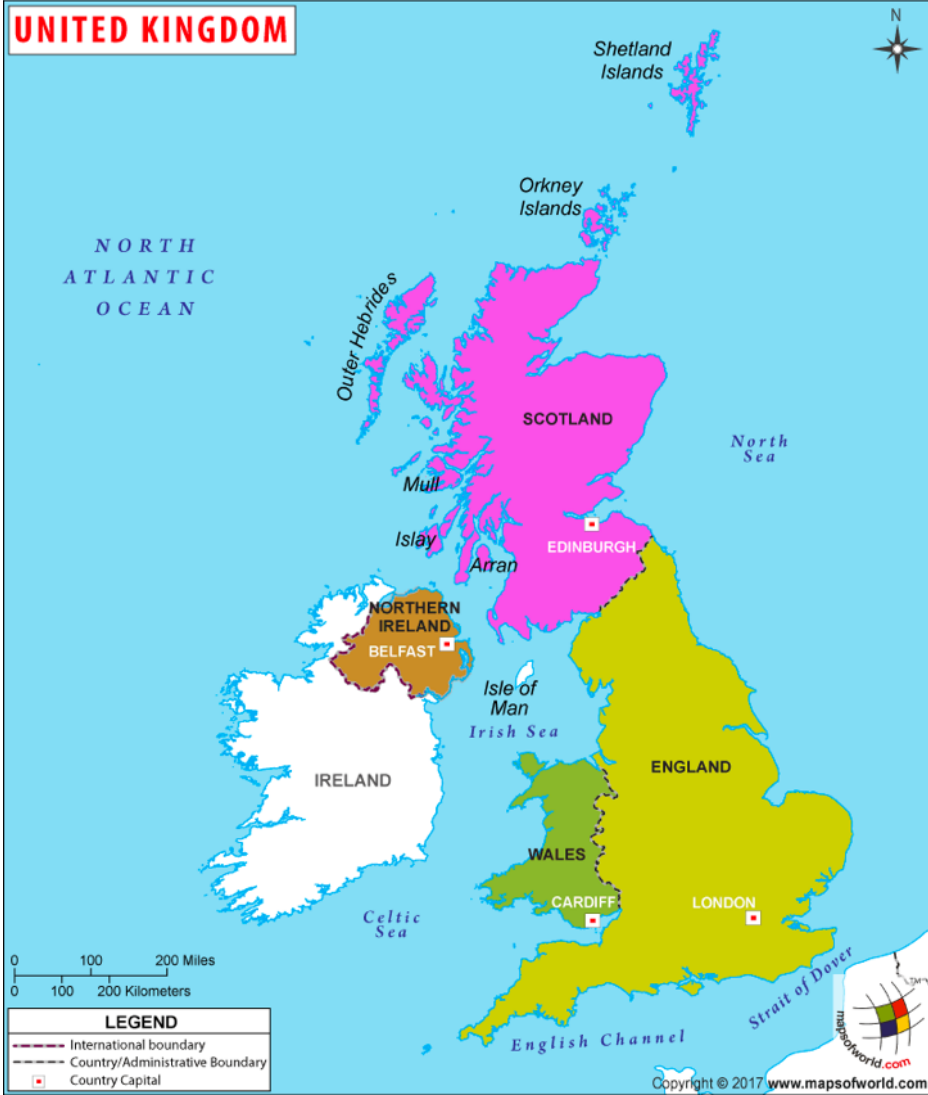 UNITED KINGDOM
N
Shetland
Islands
Orkney
Islands
NORTH
ATLANTIC
OCEAN
Outer Hebrides
SCOTLAND
North
Sea
Mull
Islay
Arran
EDINBURGH
NORTHERN
IRELAND
BELFAST
Isle of
Man
Irish Sea
IRELAND
ENGLAND
WALES
CARDIFF
LONDON
Celtic
Sea
0 100 200 Miles
0 100 200 Kilometers
Strait of Dover
English Channel
LEGEND
International boundary
Country/Administrative Boundary
Country Capital
TM
mapsofworld.com
Copyright © 2017 www.mapsofworld.com